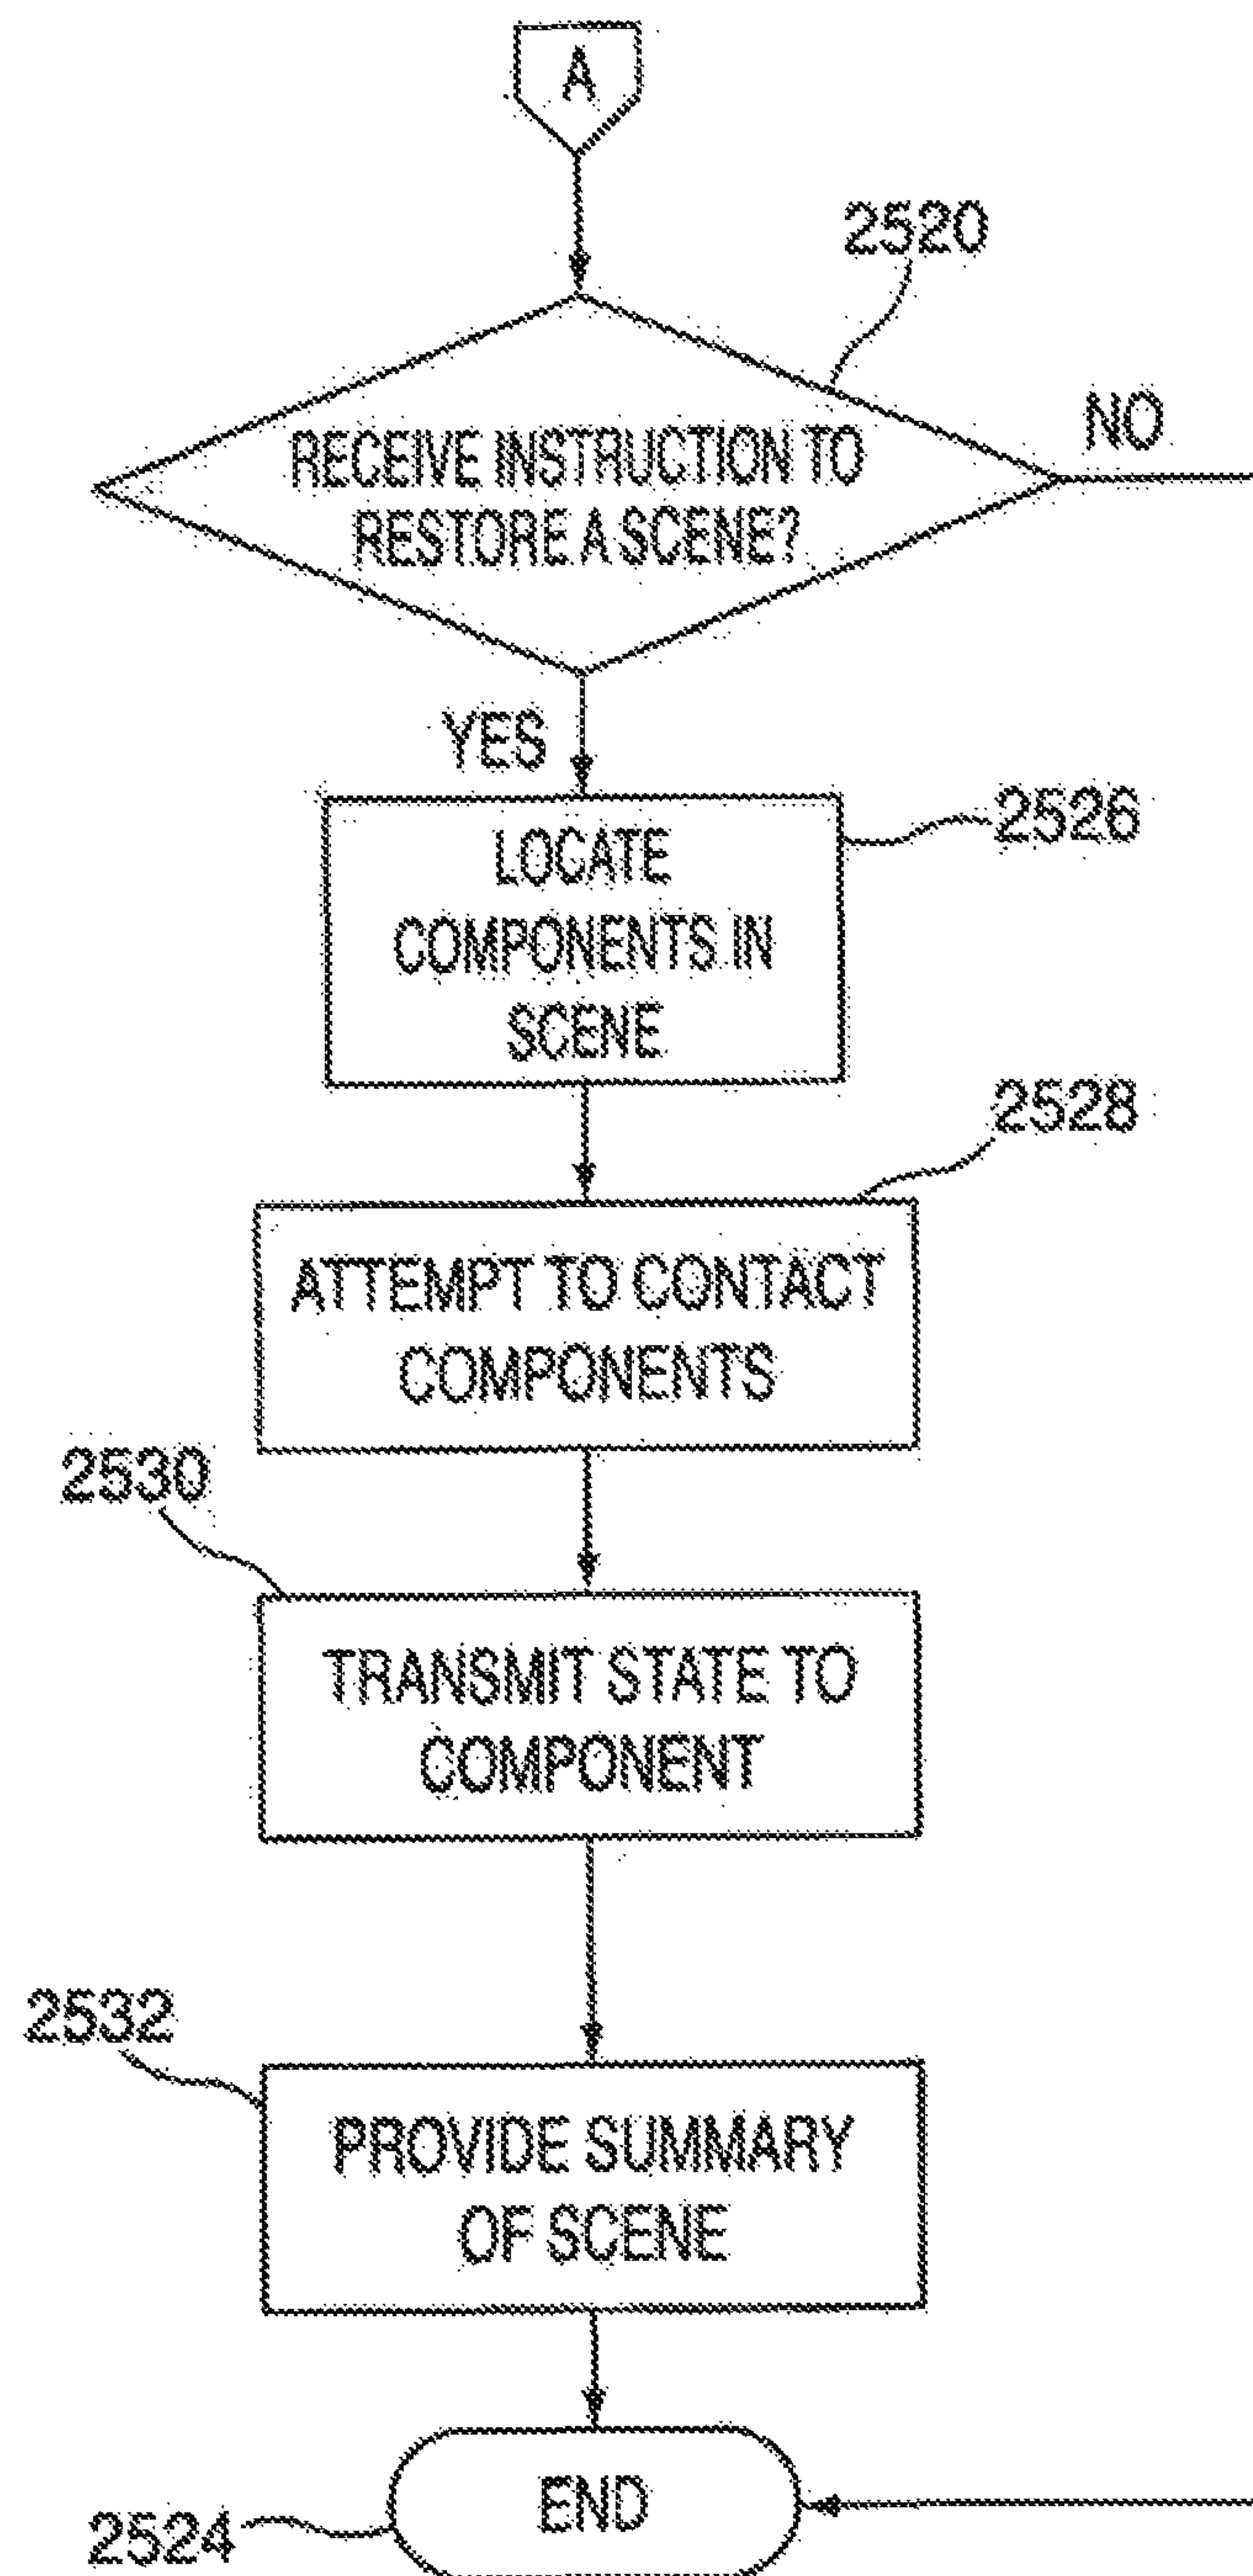 A
2520
RECEIVE INSTRUCTION TO
RESTORE A SCENE?
NO
YES
LOCATE
COMPONENTS IN
SCENE
2526
2528
ATTEMPT TO CONTACT
COMPONENTS
2530
TRANSMIT STATE TO
COMPONENT
2532
PROVIDE SUMMARY
OF SCENE
END
2524